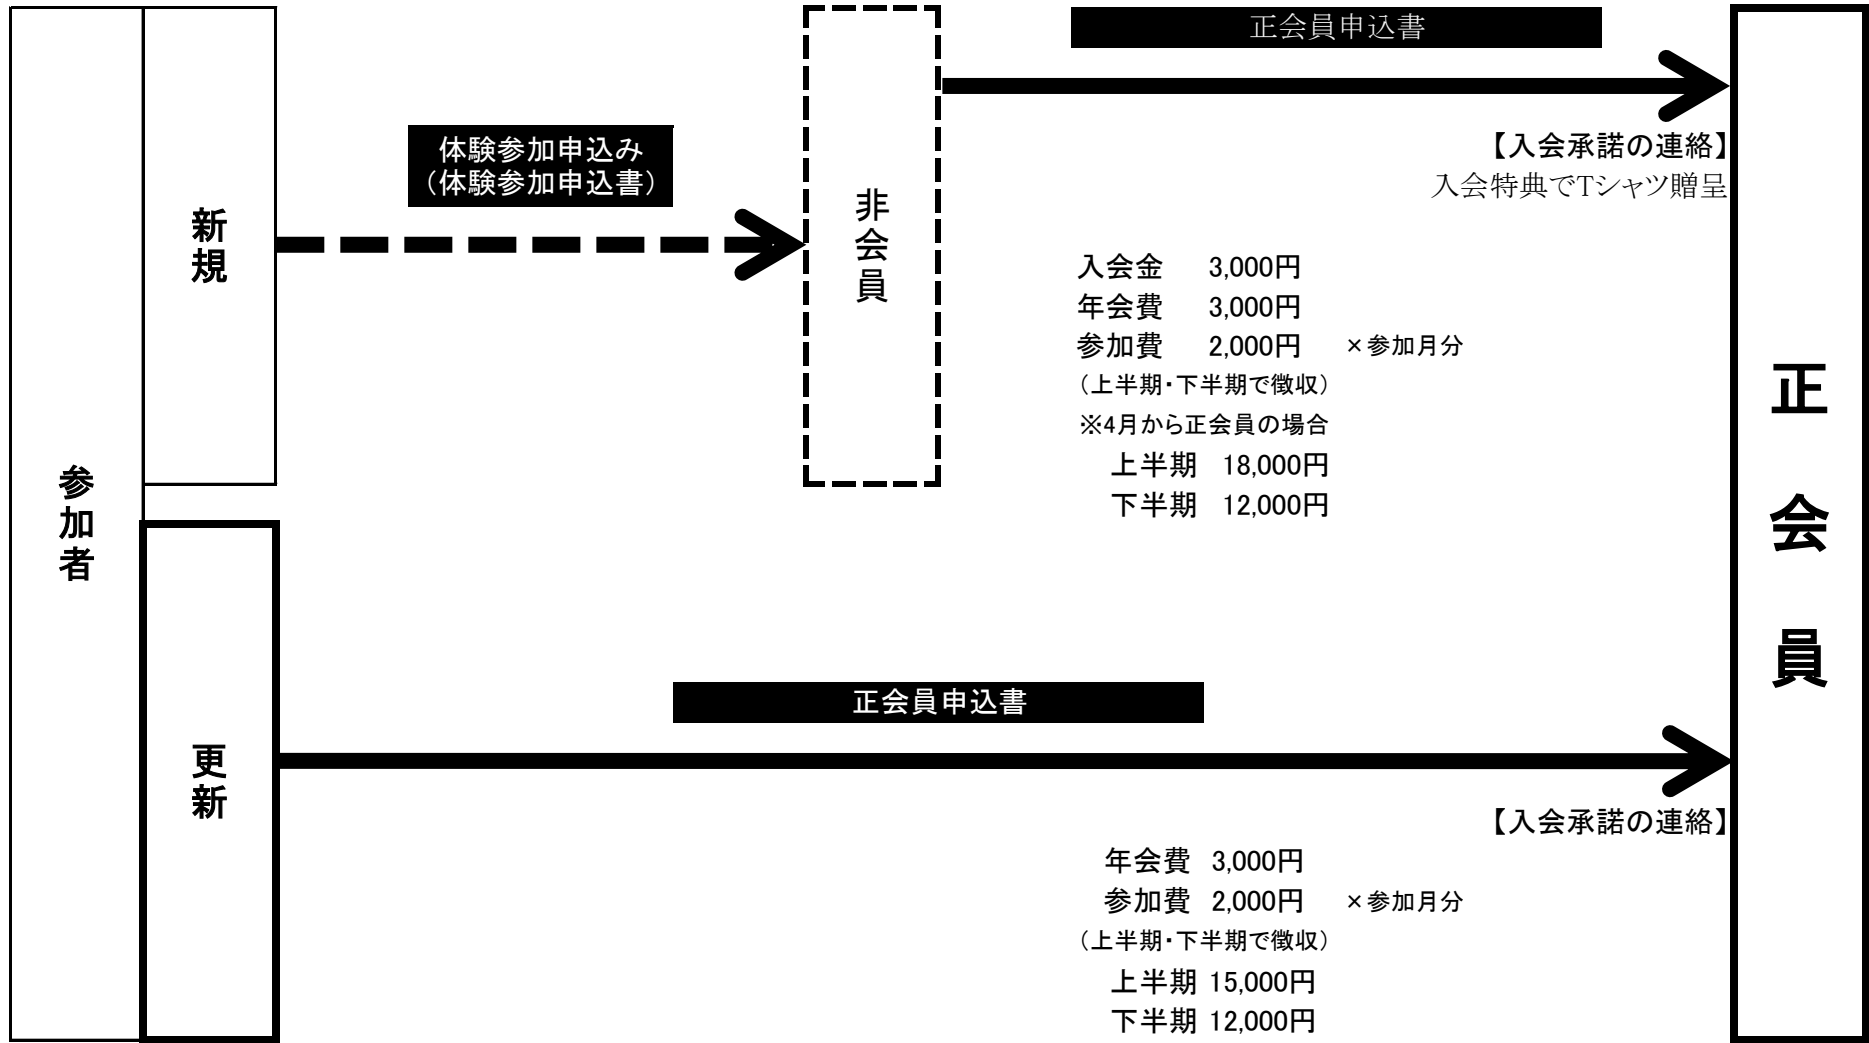 参加者
新規
体験参加申込み
（体験参加申込書）
非会員
正会員申込書
【入会承諾の連絡】
入会特典でTシャツ贈呈
入会金 3,000円
年会費 3,000円
参加費 2,000円 ×参加月分
（上半期・下半期で徴収）
※4月から正会員の場合
上半期 18,000円
下半期 12,000円
更新
正会員申込書
【入会承諾の連絡】
年会費 3,000円
参加費 2,000円 ×参加月分
（上半期・下半期で徴収）
上半期 15,000円
下半期 12,000円
正会員